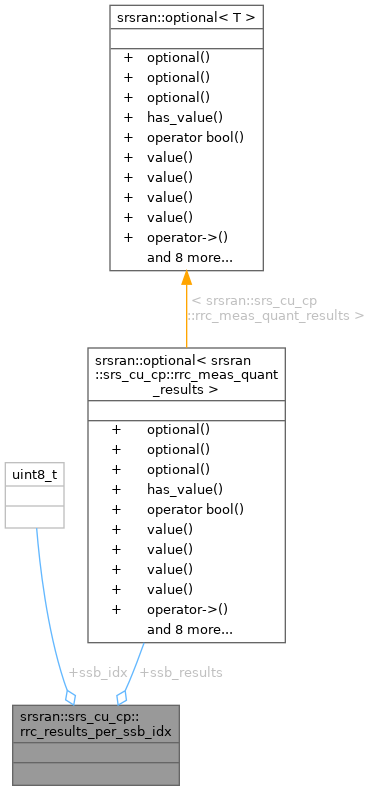 srsran::optional< T >
+ optional()
+ optional()
+ optional()
+ has_value()
+ operator bool()
+ value()
+ value()
+ value()
+ value()
+ operator->()
and 8 more...
< srsran::srs_cu_cp
::rrc_meas_quant_results >
srsran::optional< srsran
::srs_cu_cp::rrc_meas_quant
_results >
+ optional()
+ optional()
+ optional()
+ has_value()
+ operator bool()
+ value()
+ value()
+ value()
+ value()
+ operator->()
and 8 more...
uint8_t
+ssb_idx
+ssb_results
srsran::srs_cu_cp::
rrc_results_per_ssb_idx